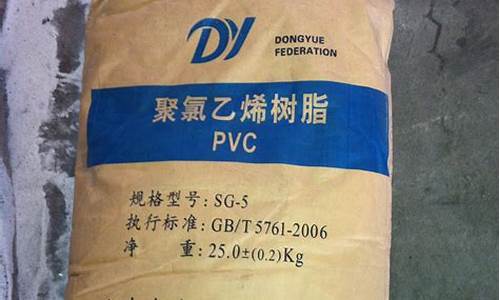 DY
DONGYUE
FEDERATION
聚氯乙烯树脂
PVC
规格型号: SG-5
执行标准: GB/T 5761-2006
净 重: 25.0±(0.2)Kg